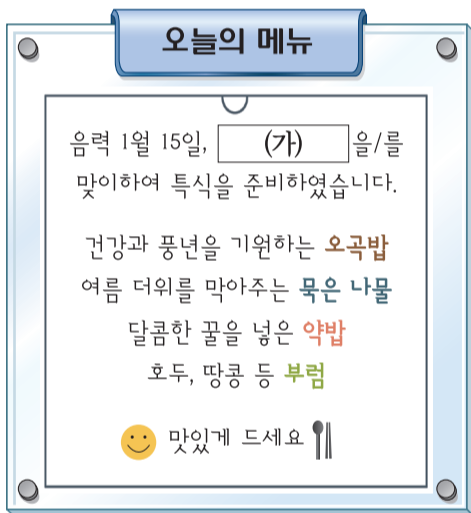 오늘의 메뉴
음력 1월 15일, (가) 을/를
맞이하여 특식을 준비하였습니다.
건강과 풍년을 기원하는 오곡밥
여름 더위를 막아주는 묵은 나물
달콤한 꿀을 넣은 약밥
호두, 땅콩 등 부럼
맛있게 드세요